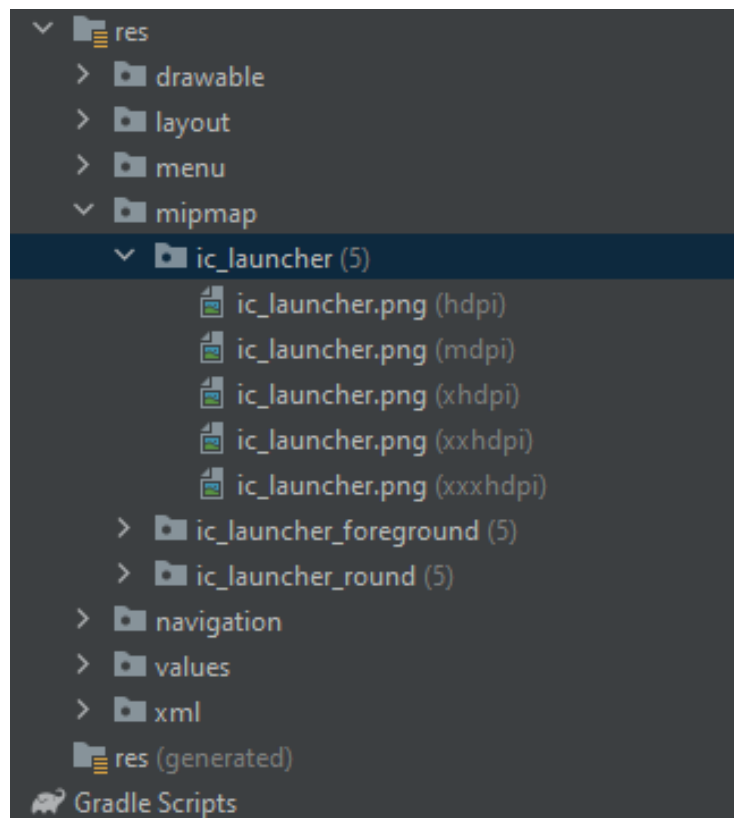 res
drawable
layout
menu
mipmap
ic_launcher (5)
ic_launcher.png (hdpi)
ic_launcher.png (mdpi)
ic_launcher.png (xhdpi)
ic_launcher.png (xxhdpi)
ic_launcher.png (xxxhdpi)
ic_launcher_foreground (5)
ic_launcher_round (5)
navigation
values
xml
res (generated)
Gradle Scripts